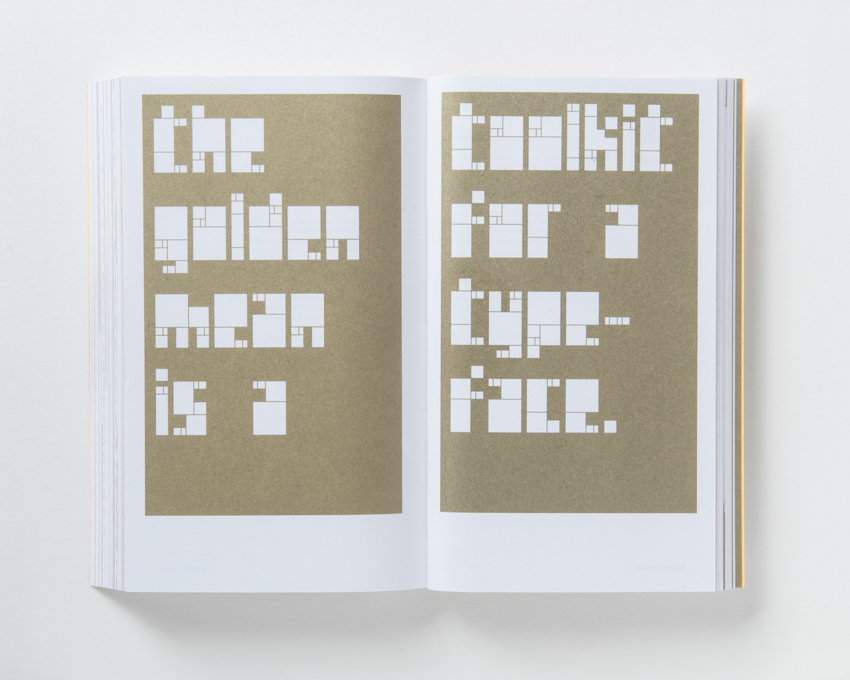 the
golden
mean
is a
toolkit
for a
type-
face.